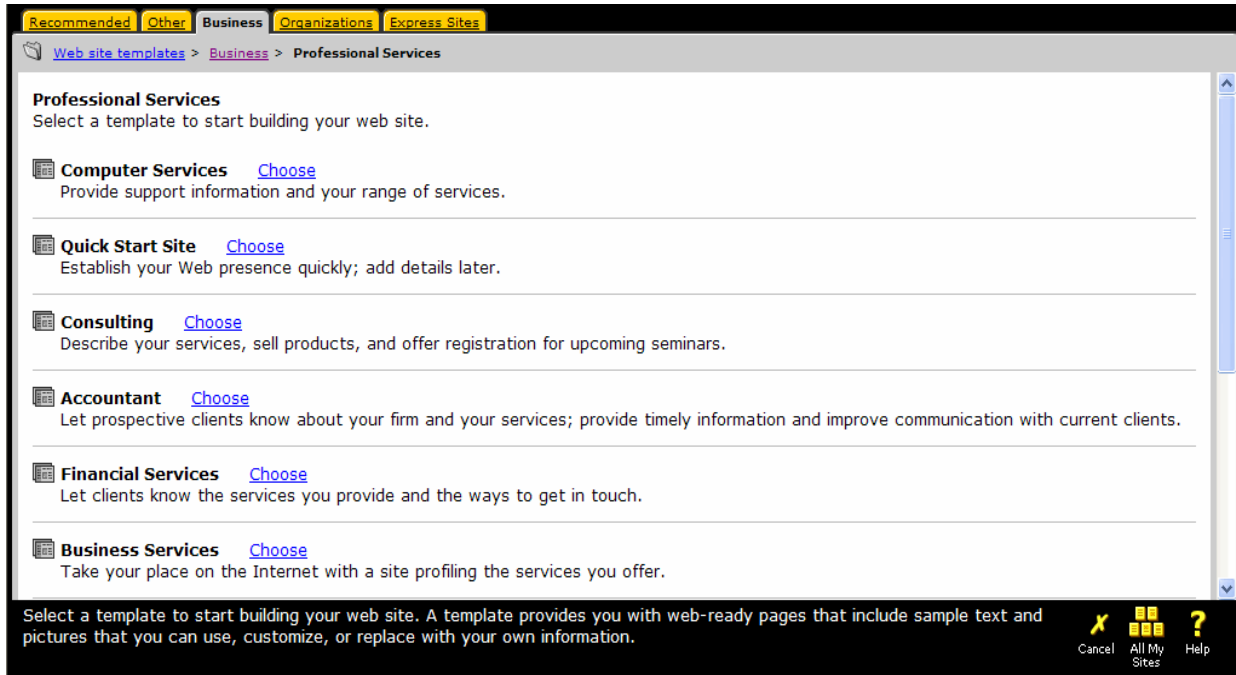 Recommended Other Business Organizations Express Sites
Web site templates > Business > Professional Services
Professional Services
Select a template to start building your web site.
Computer Services Choose
Provide support information and your range of services.
Quick Start Site Choose
Establish your Web presence quickly; add details later.
Consulting Choose
Describe your services, sell products, and offer registration for upcoming seminars.
Accountant Choose
Let prospective clients know about your firm and your services; provide timely information and improve communication with current clients.
Financial Services Choose
Let clients know the services you provide and the ways to get in touch.
Business Services Choose
Take your place on the Internet with a site profiling the services you offer.
Select a template to start building your web site. A template provides you with web-ready pages that include sample text and
pictures that you can use, customize, or replace with your own information.
Cancel
All My
Sites
?
Help